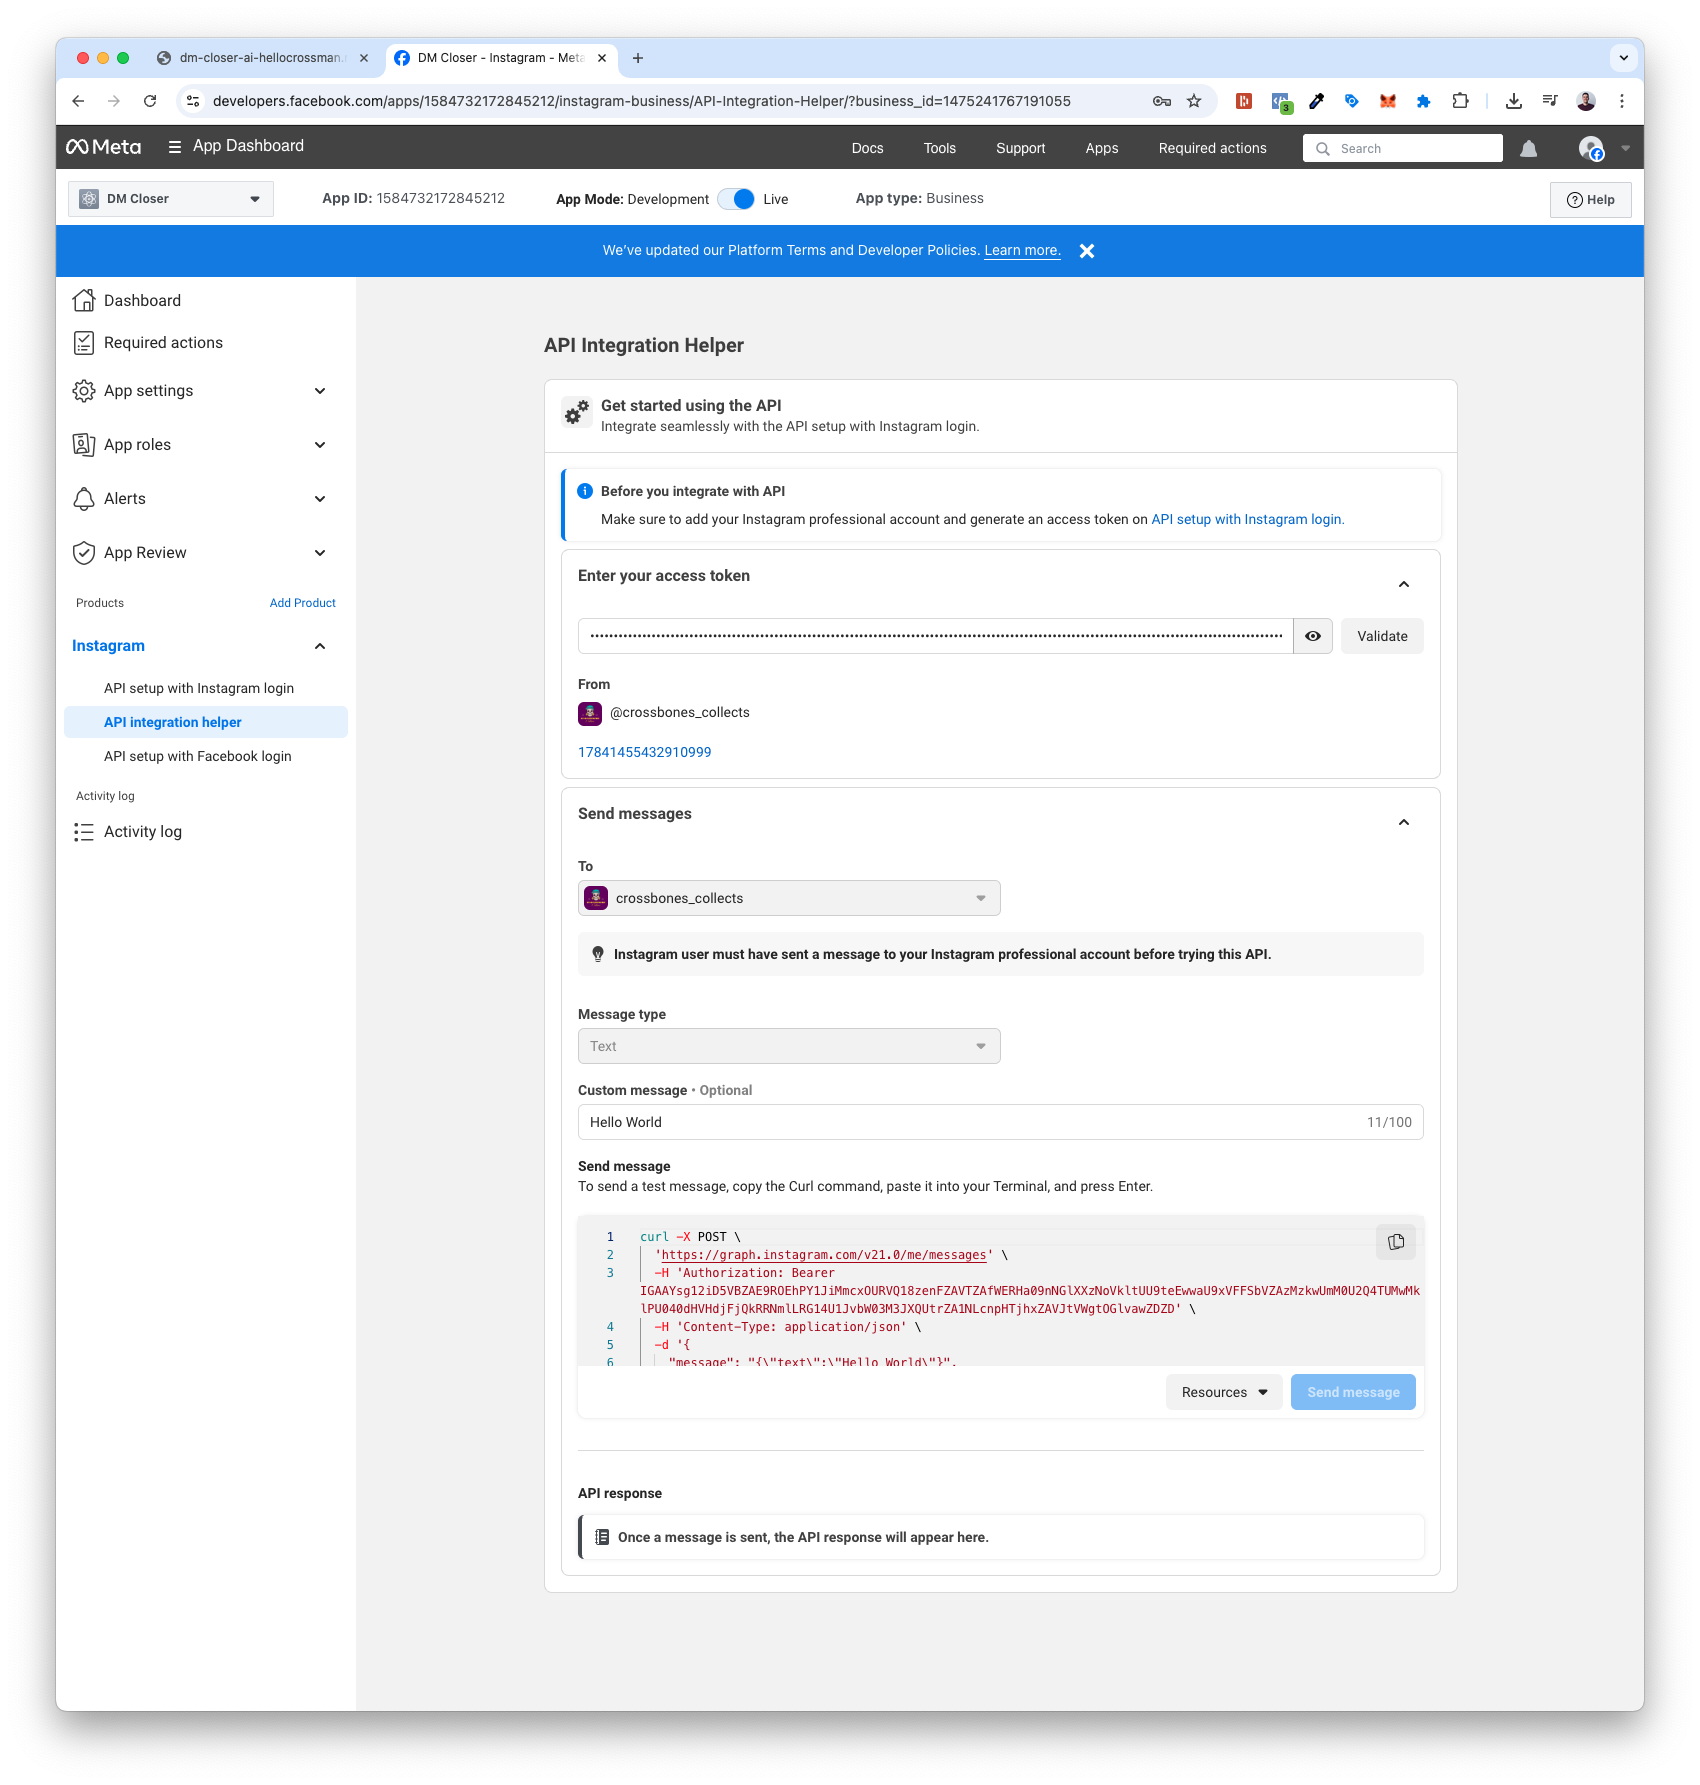 dm-closer-ai-hellocrossman.
DM Closer - Instagram - Meta
developers.facebook.com/apps/1584732172845212/instagram-business/API-Integration-Helper/?business_id=1475241767191055
3
Meta
App Dashboard
Docs
Tools
Support
Apps
Required actions
Search
DM Closer
App ID: 1584732172845212
App Mode: Development
Live
App type: Business
Help
We've updated our Platform Terms and Developer Policies. Learn more.
Dashboard
Required actions
App settings
App roles
Alerts
App Review
Products
Add Product
Instagram
API setup with Instagram login
API integration helper
API setup with Facebook login
Activity log
Activity log
API Integration Helper
Get started using the API
Integrate seamlessly with the API setup with Instagram login.
Before you integrate with API
Make sure to add your Instagram professional account and generate an access token on API setup with Instagram login.
Enter your access token
Validate
From
@crossbones_collects
17841455432910999
Send messages
To
crossbones_collects
Instagram user must have sent a message to your Instagram professional account before trying this API.
Message type
Text
Custom message • Optional
Hello World
11/100
Send message
To send a test message, copy the Curl command, paste it into your Terminal, and press Enter.
1 curl -X POST \
2 'https://graph.instagram.com/v21.0/me/messages' \
3 -H 'Authorization: Bearer
4 -H 'Content-Type: application/json' \
5 -d '{
6 "message": "{\"text\":\"Hello World\"}",
Resources
Send message
API response
Once a message is sent, the API response will appear here.